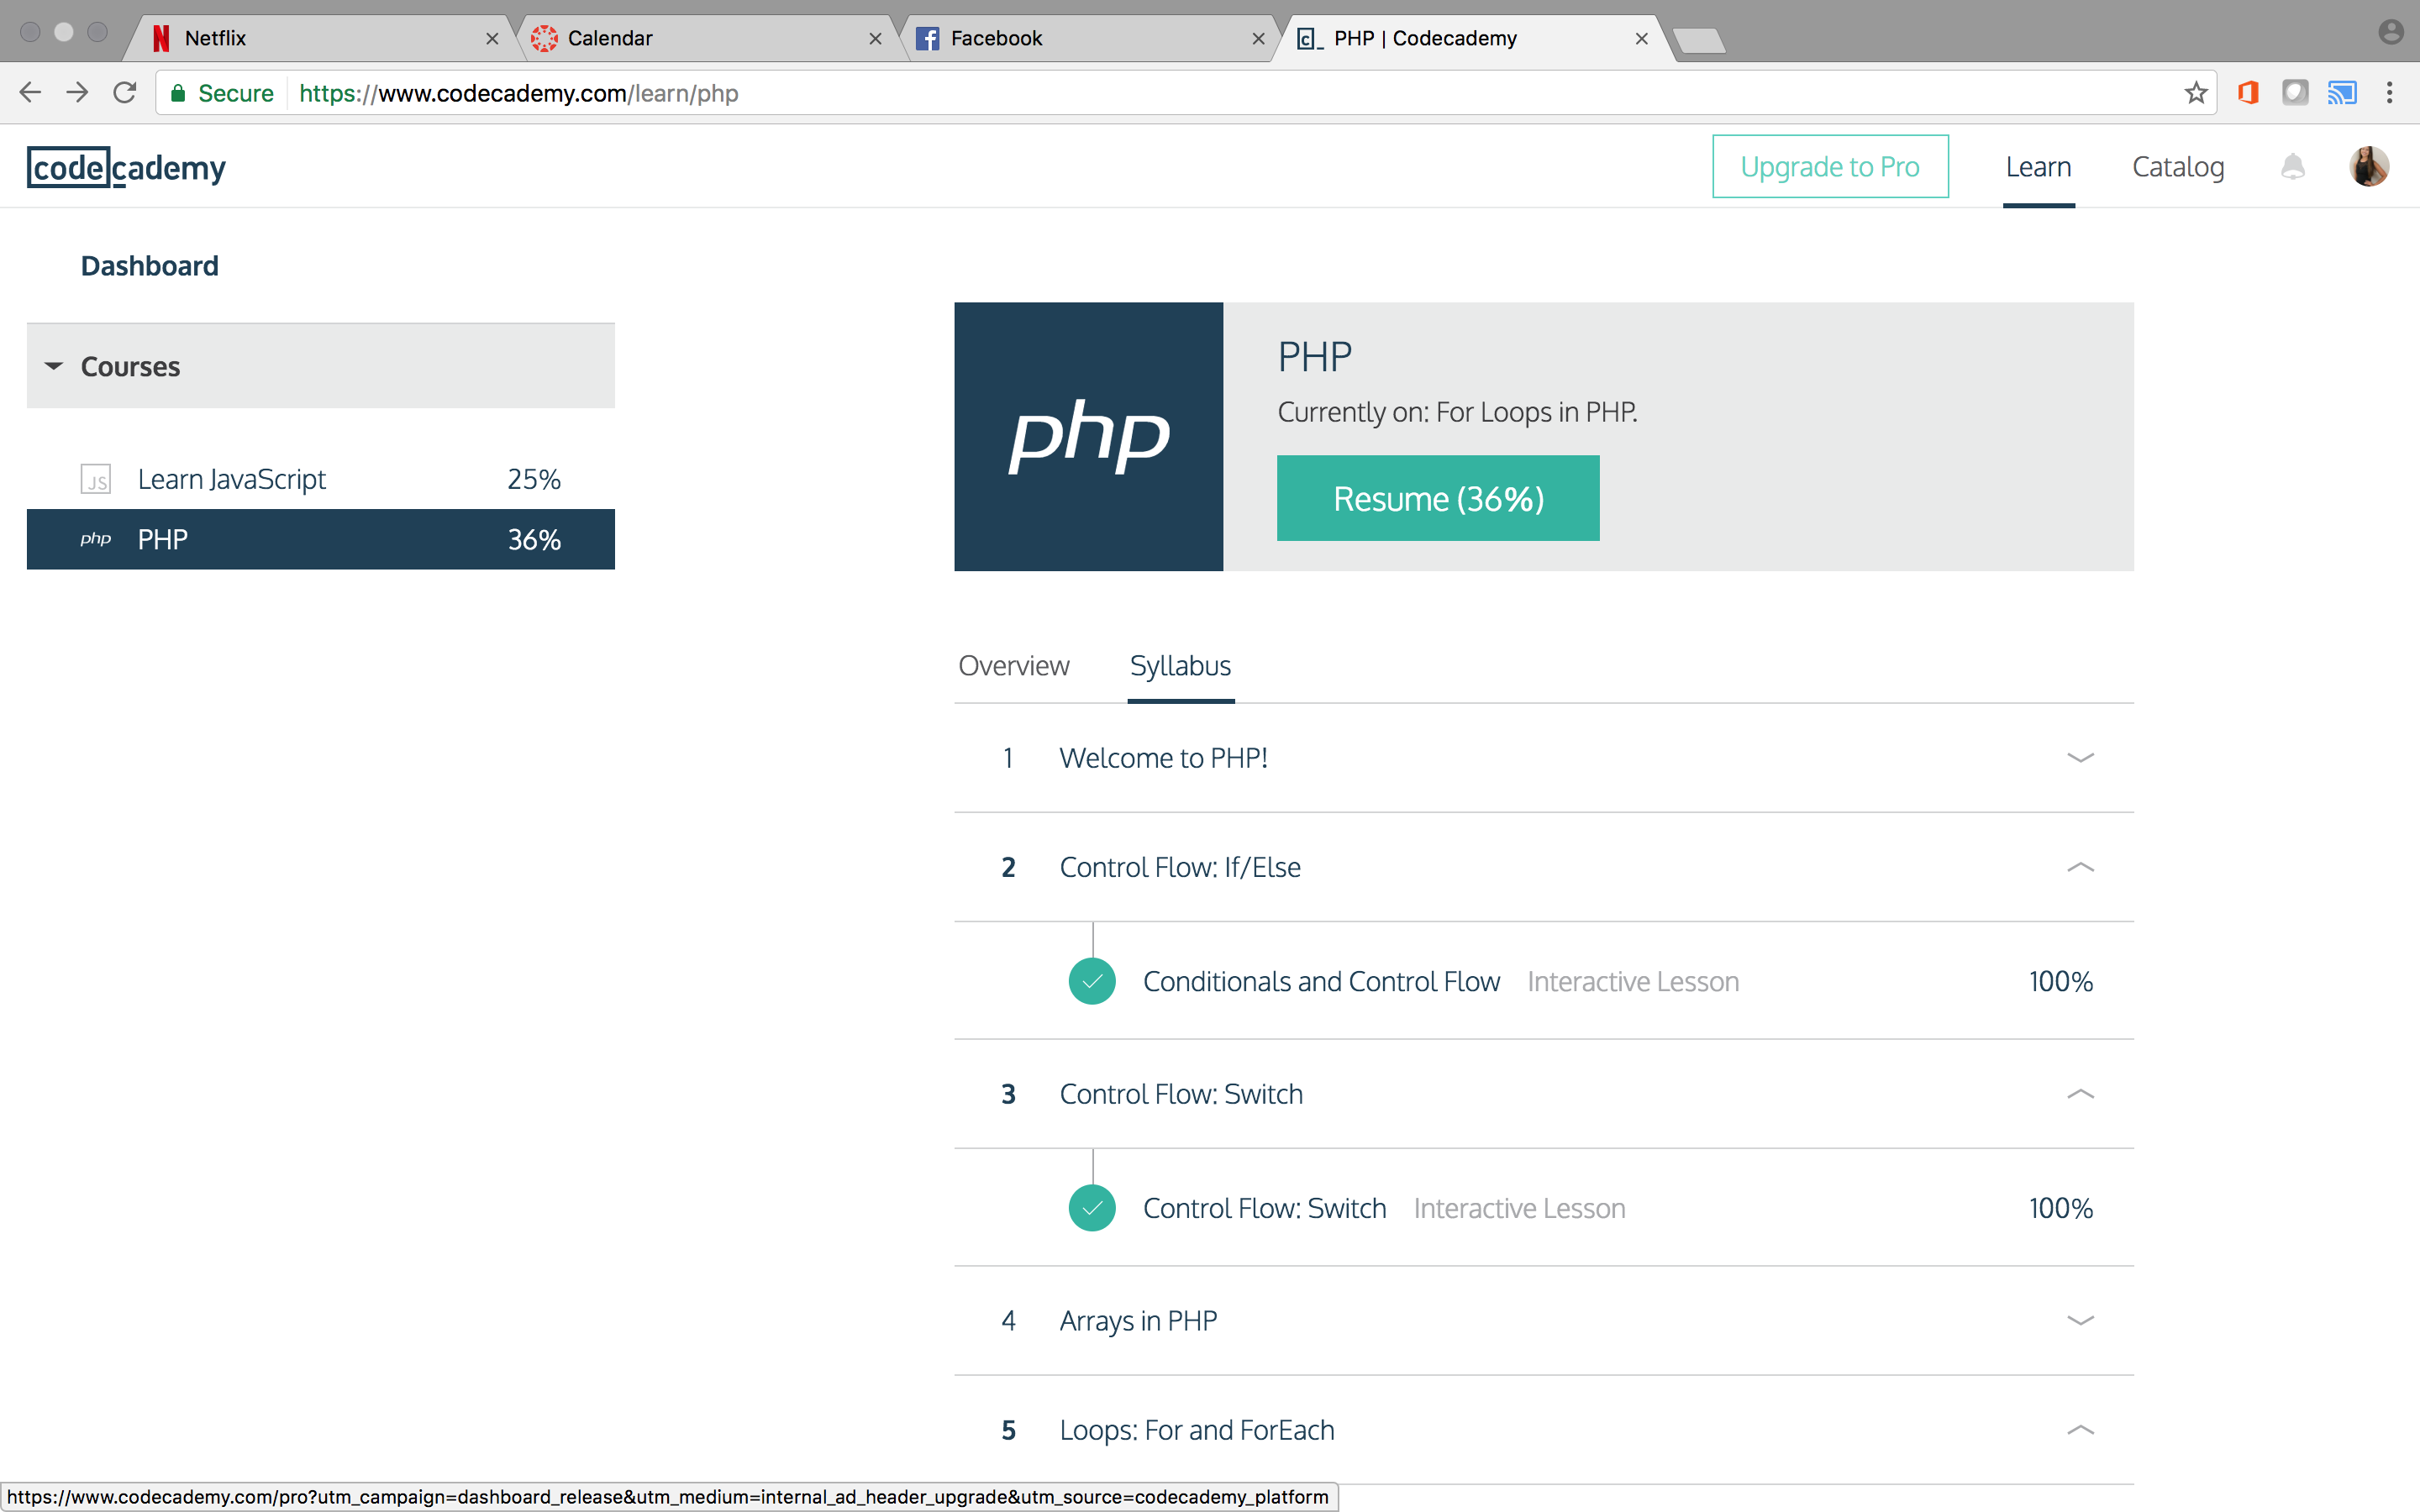 Netflix
Calendar
Facebook
PHP | Codecademy
Secure https://www.codecademy.com/learn/php
codecademy
Upgrade to Pro
Learn
Catalog
Dashboard
Courses
JS Learn JavaScript 25%
php PHP 36%
php
PHP
Currently on: For Loops in PHP.
Resume (36%)
Overview Syllabus
1 Welcome to PHP!
2 Control Flow: If/Else
Conditionals and Control Flow Interactive Lesson 100%
3 Control Flow: Switch
Control Flow: Switch Interactive Lesson 100%
4 Arrays in PHP
5 Loops: For and ForEach
https://www.codecademy.com/pro?utm_campaign=dashboard_release&utm_medium=internal_ad_header_upgrade&utm_source=codecademy_platform